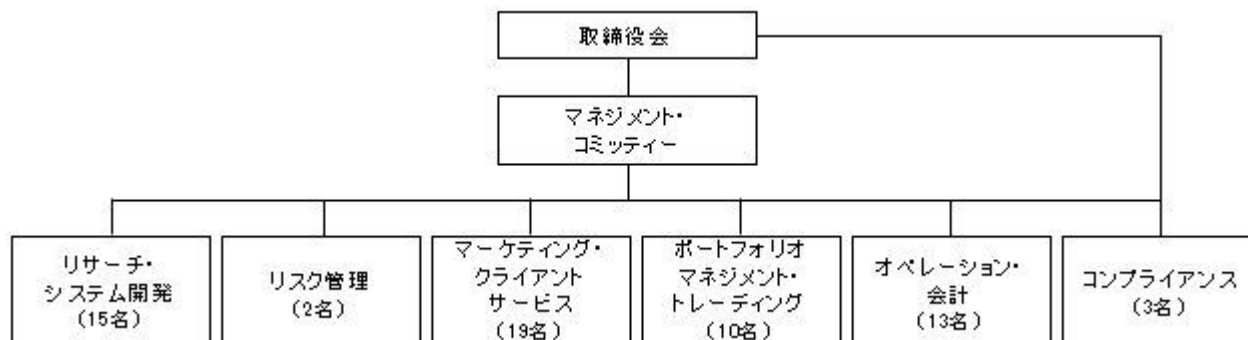 取締役会
マネジメント・
コミッティー
リサーチ・
システム開発
(15名)
リスク管理
(2名)
マーケティング・
クライアント
サービス
(19名)
ポートフォリオ
マネジメント・
トレーディング
(10名)
オペレーション・
会計
(13名)
コンプライアンス
(3名)